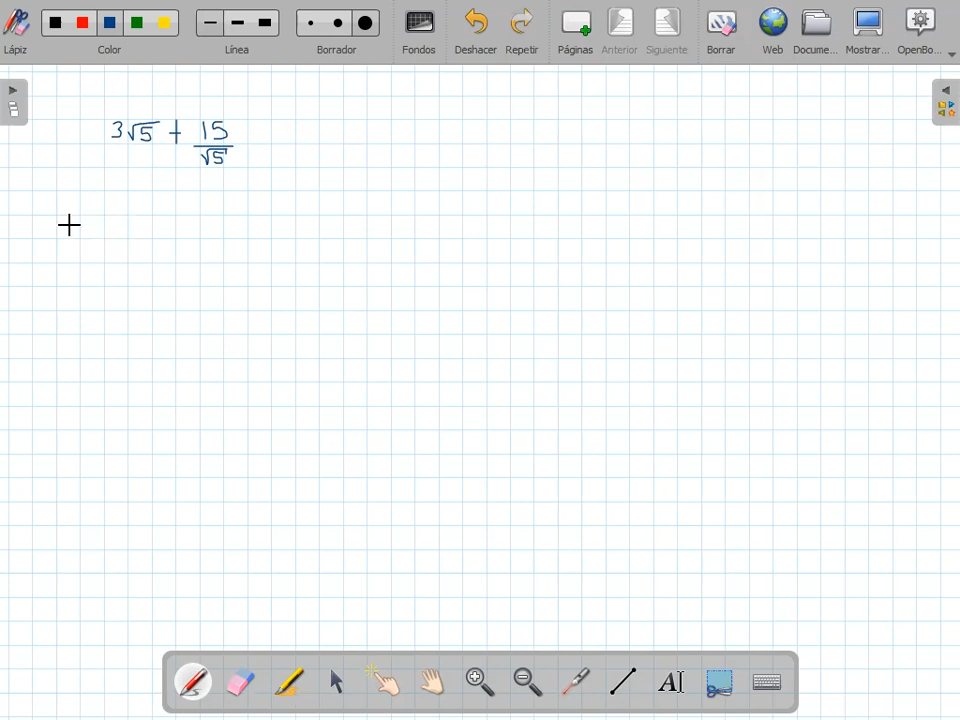 Lápiz Color Línea Borrador Fondos Deshacer Repetir Páginas Anterior Siguiente Borrar Web Docume... Mostrar... OpenBo...
3√5 + 15
√5
A